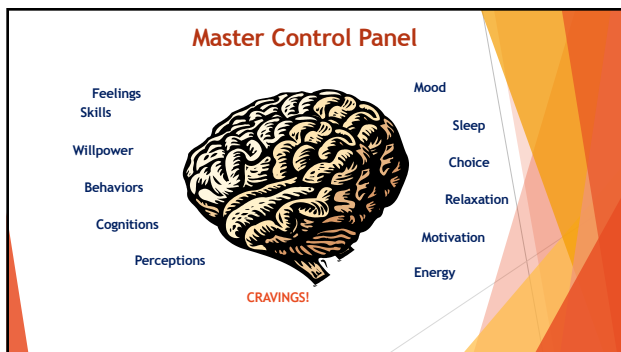 Master Control Panel
Feelings
Skills
Willpower
Behaviors
Cognitions
Perceptions
Mood
Sleep
Choice
Relaxation
Motivation
Energy
CRAVINGS!